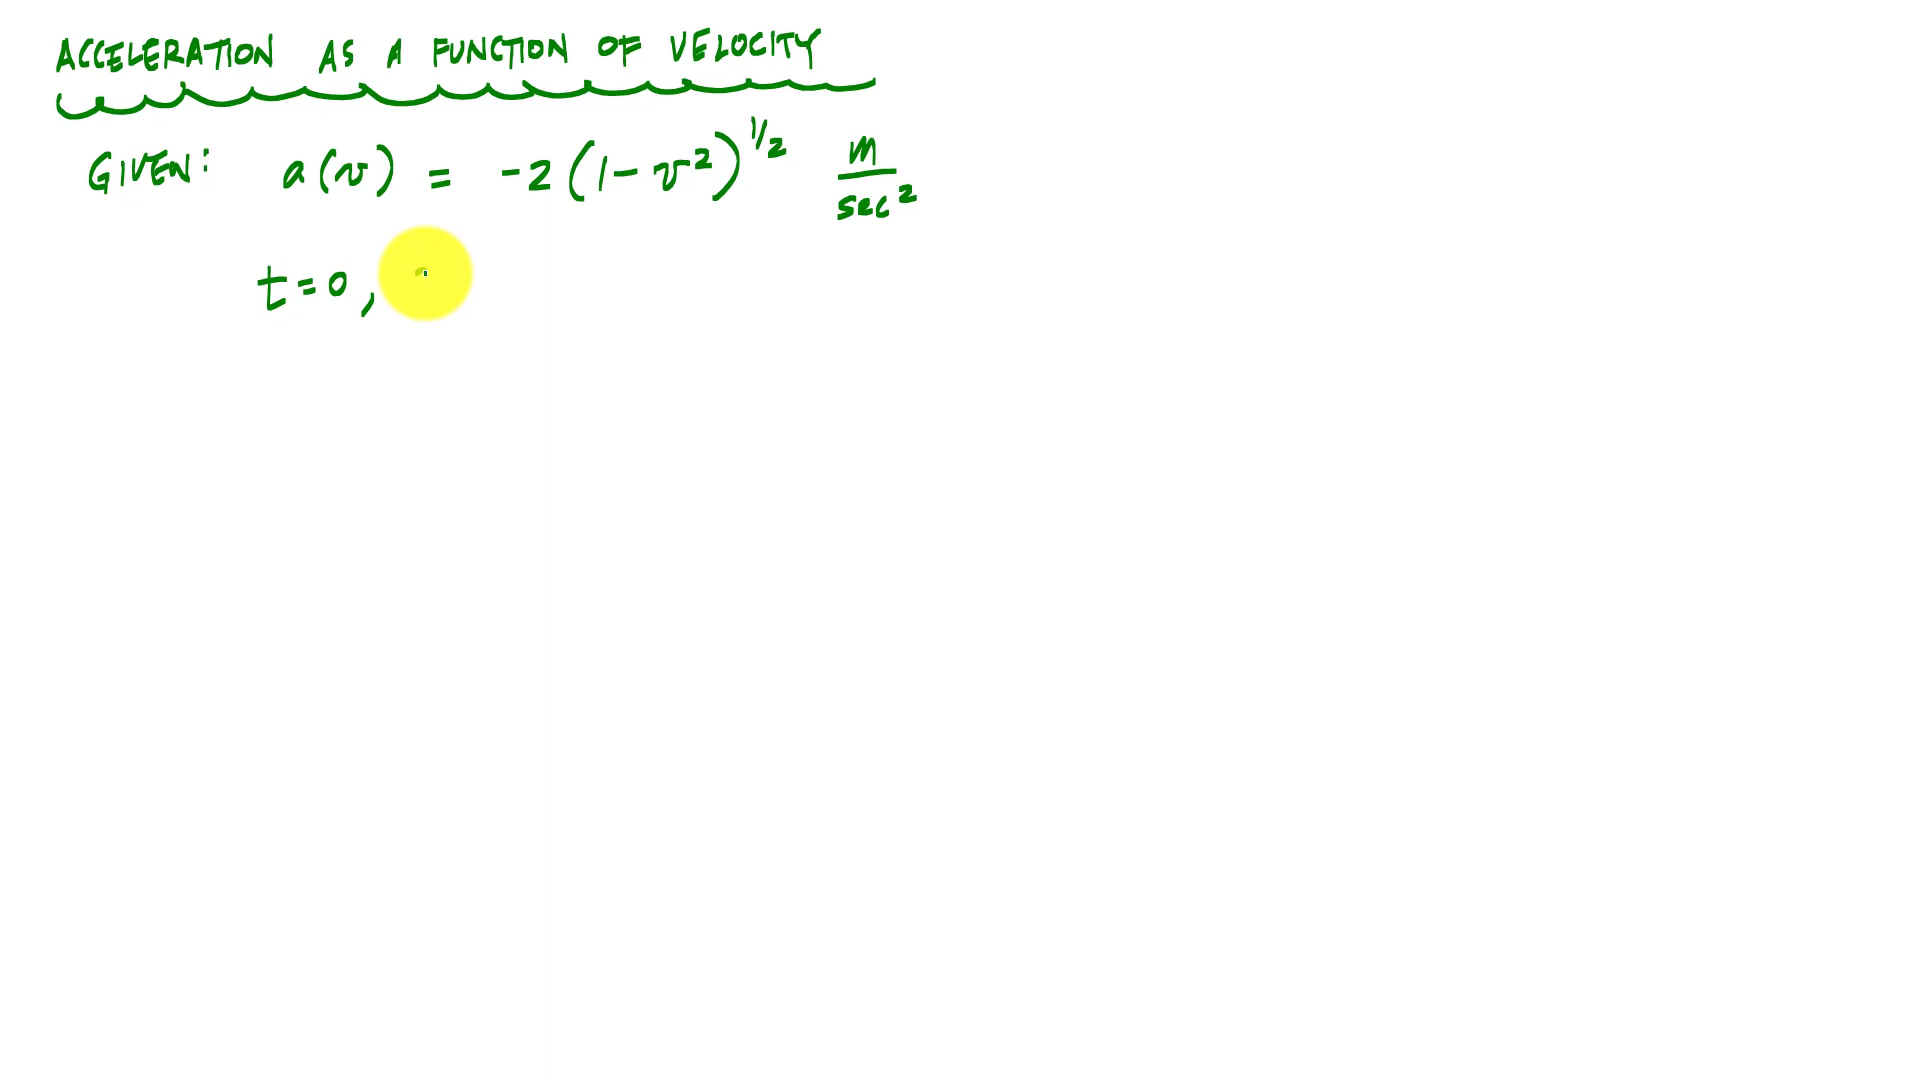 ACCELERATION AS A FUNCTION OF VELOCITY
GIVEN: a(v) = -2(1-v²)^1/2 m/sec²
t=0,